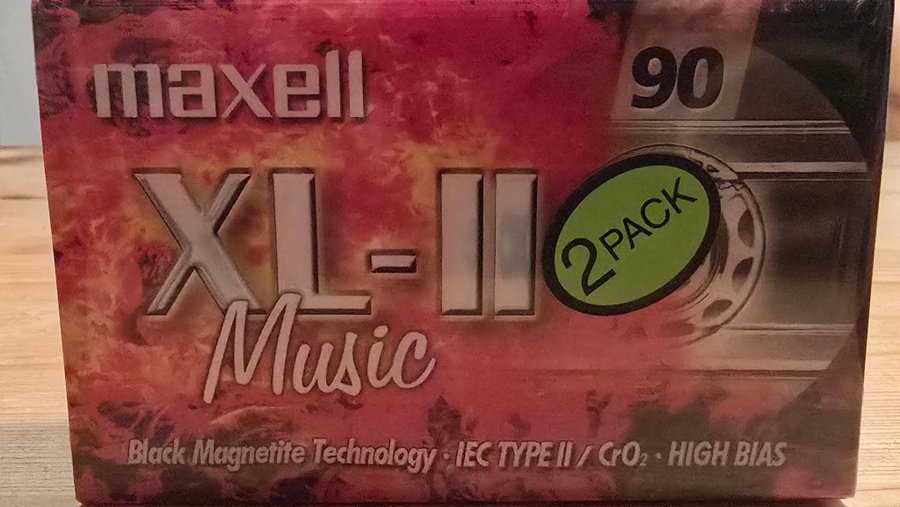 maxell
90
XL-II
2 PACK
Music
Black Magnetite Technology · IEC TYPE II / CrO₂ · HIGH BIAS